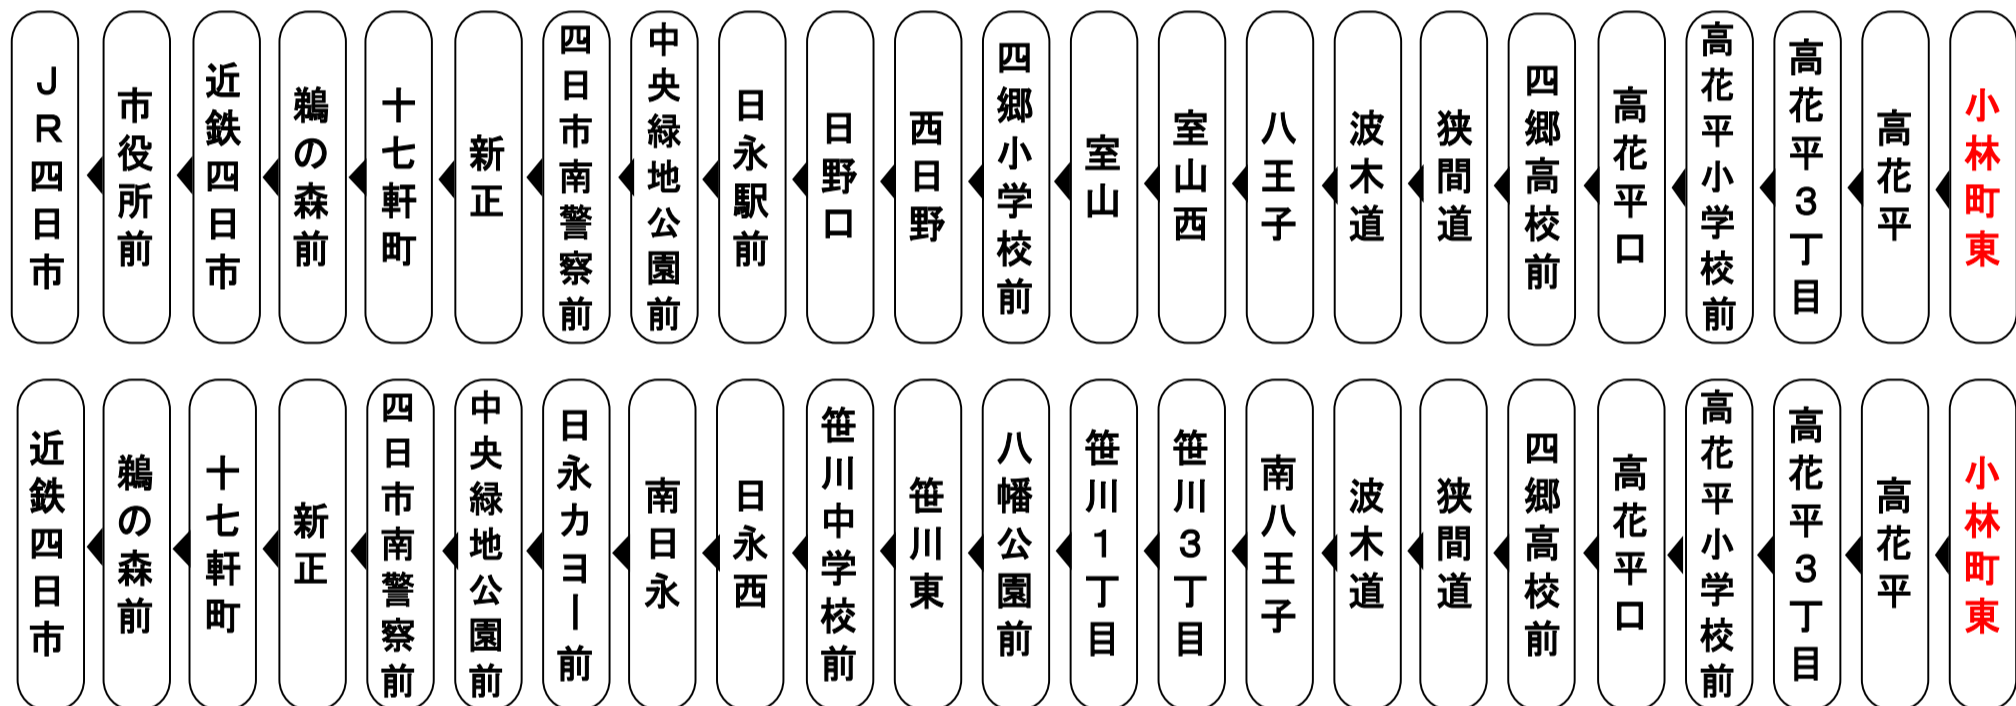 小林町東
高花平
高花平３丁目
高花平小学校前
高花平口
四郷高校前
狭間道
波木道
八王子
室山西
室山
四郷小学校前
西日野
日野口
日永駅前
中央緑地公園前
四日市南警察前
新正
十七軒町
鵜の森前
近鉄四日市
市役所前
ＪＲ四日市
小林町東
高花平
高花平３丁目
高花平小学校前
高花平口
四郷高校前
狭間道
波木道
南八王子
笹川３丁目
笹川１丁目
八幡公園前
笹川東
笹川中学校前
日永西
南日永
日永カヨー前
中央緑地公園前
四日市南警察前
新正
十七軒町
鵜の森前
近鉄四日市